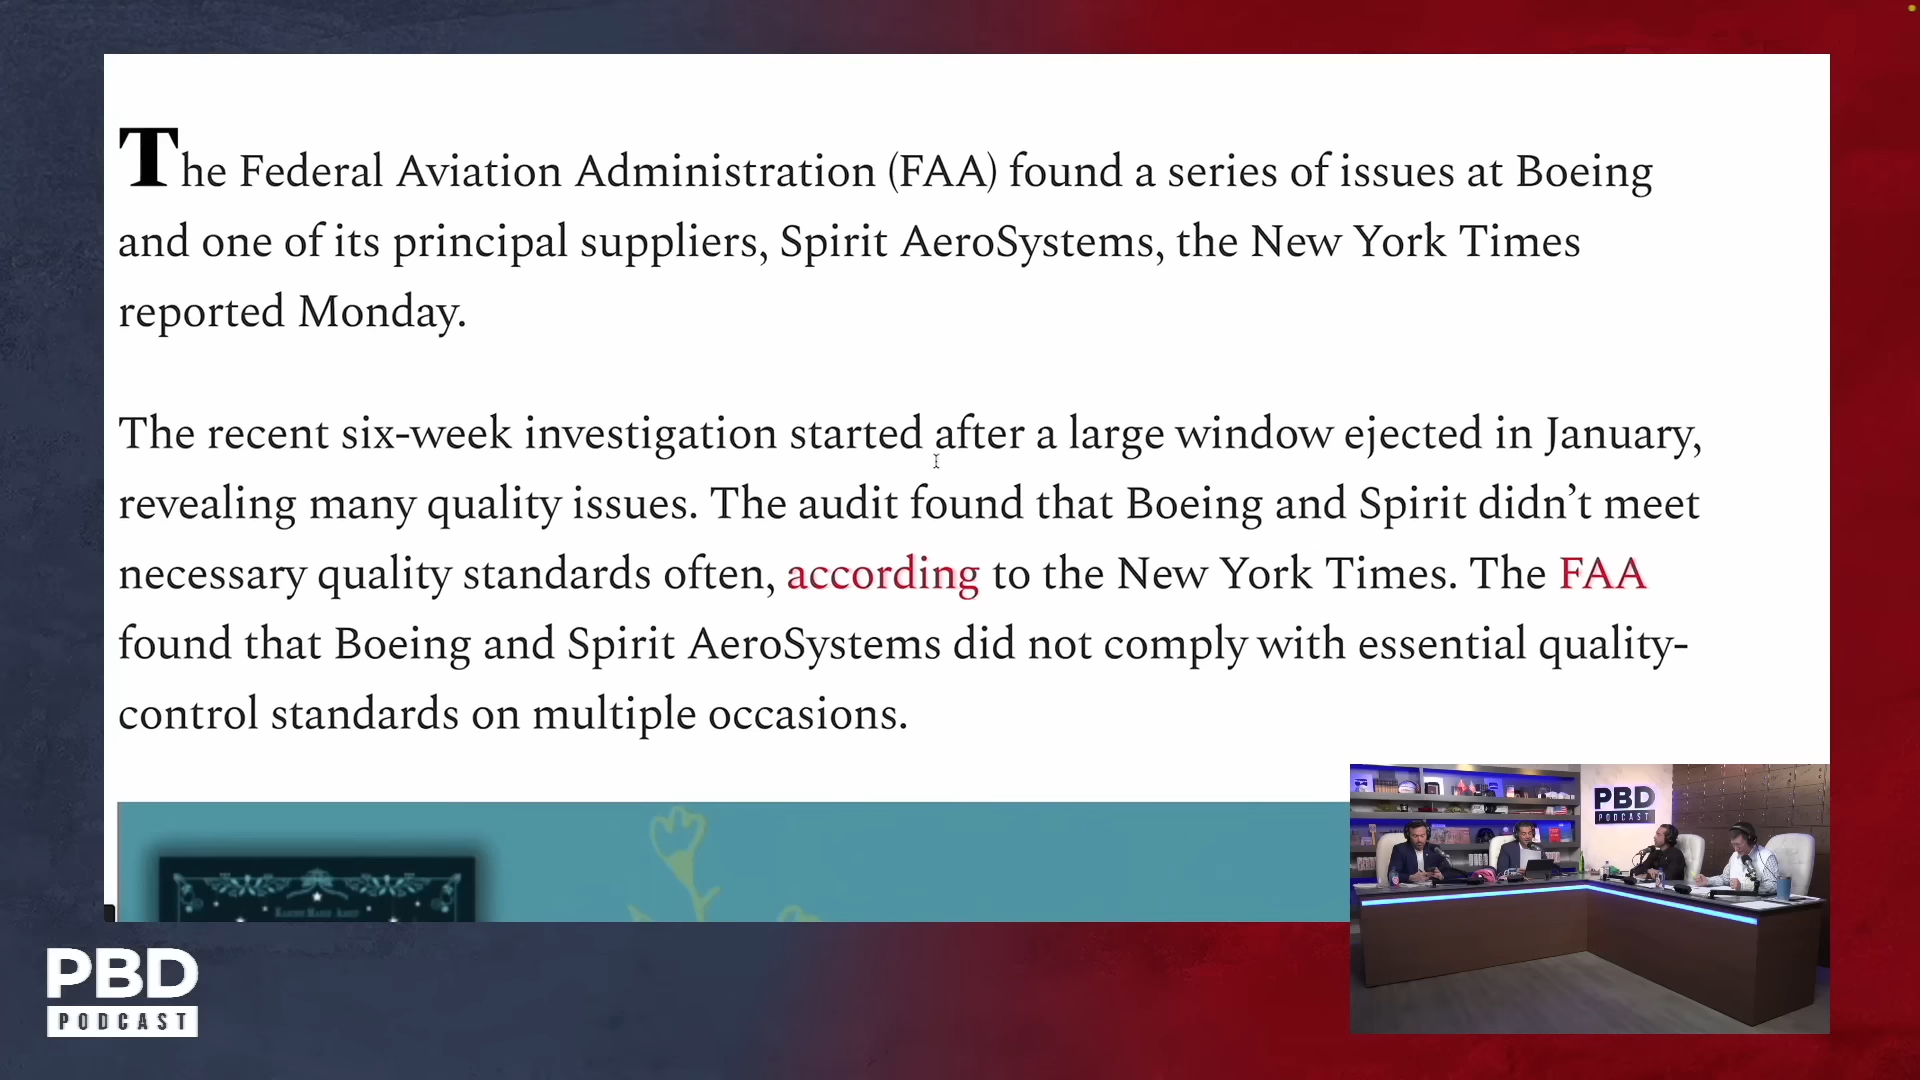 The Federal Aviation Administration (FAA) found a series of issues at Boeing
and one of its principal suppliers, Spirit AeroSystems, the New York Times
reported Monday.
The recent six-week investigation started after a large window ejected in January,
revealing many quality issues. The audit found that Boeing and Spirit didn’t meet
necessary quality standards often, according to the New York Times. The FAA
found that Boeing and Spirit AeroSystems did not comply with essential quality-
control standards on multiple occasions.
PBD
PODCAST
PBD
PODCAST